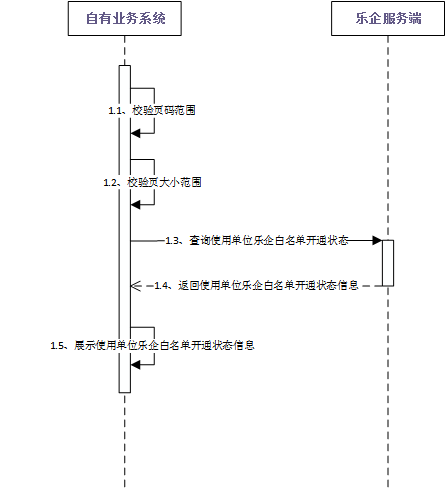 自有业务系统
乐企服务端
1.1、校验页码范围
1.2、校验页大小范围
1.3、查询使用单位乐企白名单开通状态
1.4、返回使用单位乐企白名单开通状态信息
1.5、展示使用单位乐企白名单开通状态信息